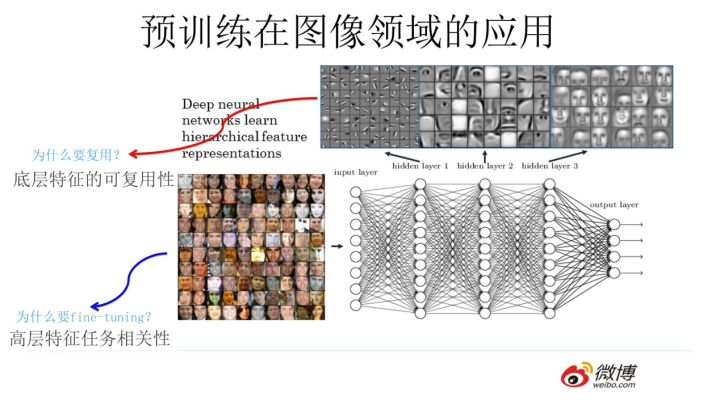 预训练在图像领域的应用
Deep neural
networks learn
hierarchical feature
representations
为什么要复用？
底层特征的可复用性
hidden layer 1 hidden layer 2 hidden layer 3
input layer
output layer
为什么要fine-tuning？
高层特征任务相关性
微博
weibo.com